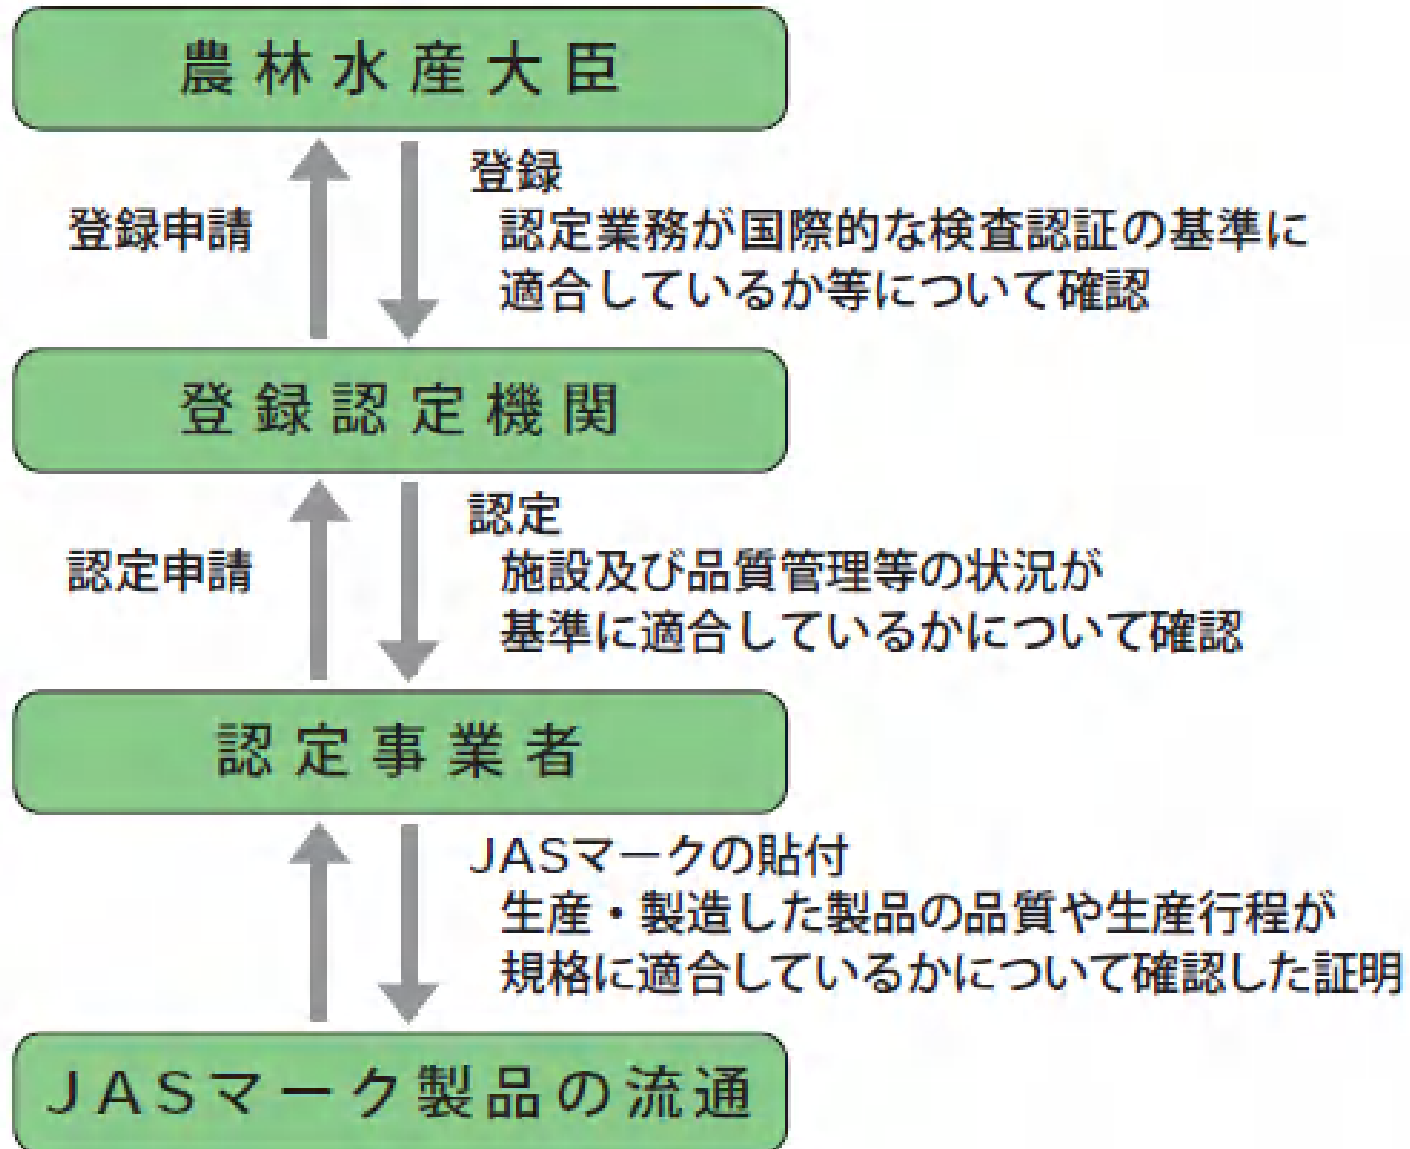 農林水産大臣
登録申請
登録
認定業務が国際的な検査認証の基準に
適合しているか等について確認
登録認定機関
認定申請
認定
施設及び品質管理等の状況が
基準に適合しているかについて確認
認定事業者
JASマークの貼付
生産・製造した製品の品質や生産行程が
規格に適合しているかについて確認した証明
JASマーク製品の流通